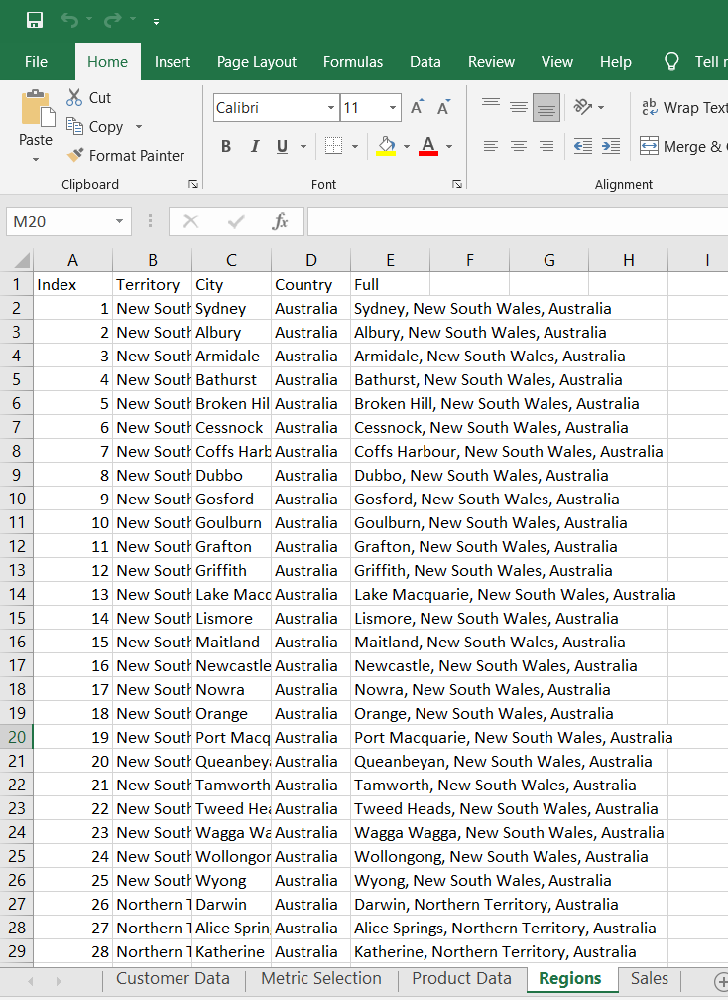 File Home Insert Page Layout Formulas Data Review View Help Tell
Cut
Copy
Format Painter
Paste
Clipboard
Calibri 11
B I U A
Font
ab Wrap Text
Merge &
Alignment
M20 fx
A B C D E F G H I
1 Index Territory City Country Full
2 1 New South Sydney Australia Sydney, New South Wales, Australia
3 2 New South Albury Australia Albury, New South Wales, Australia
4 3 New South Armidale Australia Armidale, New South Wales, Australia
5 4 New South Bathurst Australia Bathurst, New South Wales, Australia
6 5 New South Broken Hil Australia Broken Hill, New South Wales, Australia
7 6 New South Cessnock Australia Cessnock, New South Wales, Australia
8 7 New South Coffs Harb Australia Coffs Harbour, New South Wales, Australia
9 8 New South Dubbo Australia Dubbo, New South Wales, Australia
10 9 New South Gosford Australia Gosford, New South Wales, Australia
11 10 New South Goulburn Australia Goulburn, New South Wales, Australia
12 11 New South Grafton Australia Grafton, New South Wales, Australia
13 12 New South Griffith Australia Griffith, New South Wales, Australia
14 13 New South Lake Macq Australia Lake Macquarie, New South Wales, Australia
15 14 New South Lismore Australia Lismore, New South Wales, Australia
16 15 New South Maitland Australia Maitland, New South Wales, Australia
17 16 New South Newcastle Australia Newcastle, New South Wales, Australia
18 17 New South Nowra Australia Nowra, New South Wales, Australia
19 18 New South Orange Australia Orange, New South Wales, Australia
20 19 New South Port Macq Australia Port Macquarie, New South Wales, Australia
21 20 New South Queanbey Australia Queanbeyan, New South Wales, Australia
22 21 New South Tamworth Australia Tamworth, New South Wales, Australia
23 22 New South Tweed Hea Australia Tweed Heads, New South Wales, Australia
24 23 New South Wagga Wa Australia Wagga Wagga, New South Wales, Australia
25 24 New South Wollongon Australia Wollongong, New South Wales, Australia
26 25 New South Wyong Australia Wyong, New South Wales, Australia
27 26 Northern T Darwin Australia Darwin, Northern Territory, Australia
28 27 Northern T Alice Sprin Australia Alice Springs, Northern Territory, Australia
29 28 Northern T Katherine Australia Katherine, Northern Territory, Australia
Customer Data Metric Selection Product Data Regions Sales